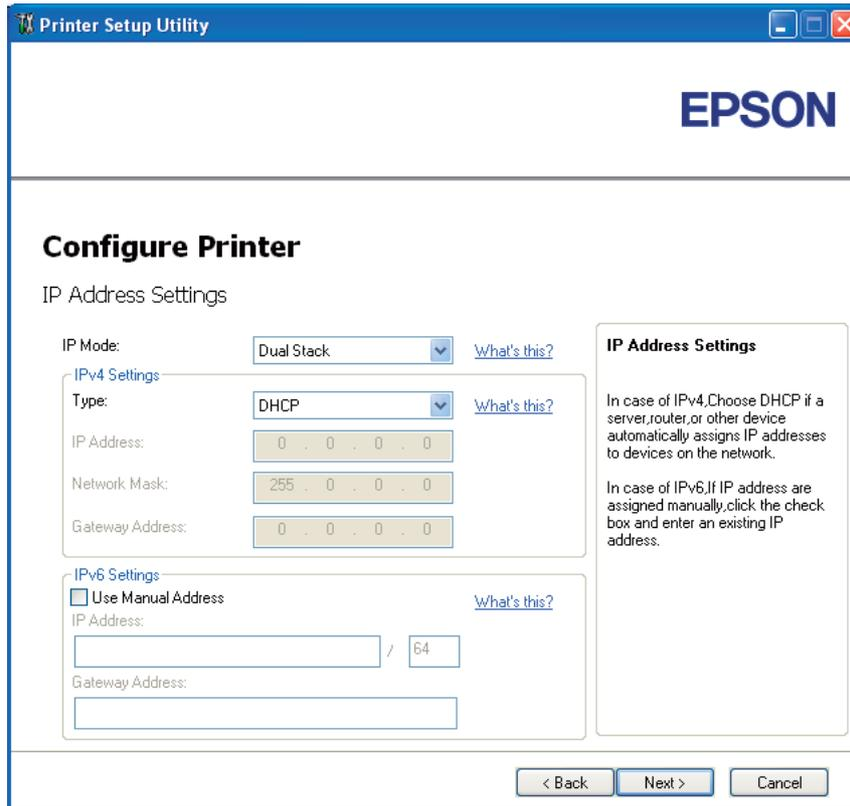 Printer Setup Utility
EPSON
Configure Printer
IP Address Settings
IP Mode:
Dual Stack
What's this?
IPv4 Settings
Type:
DHCP
What's this?
IP Address:
0 . 0 . 0 . 0
Network Mask:
255 . 0 . 0 . 0
Gateway Address:
0 . 0 . 0 . 0
IPv6 Settings
Use Manual Address
What's this?
IP Address:
/ 64
Gateway Address:
IP Address Settings
In case of IPv4,Choose DHCP if a
server,router,or other device
automatically assigns IP addresses
to devices on the network.
In case of IPv6,If IP address are
assigned manually,click the check
box and enter an existing IP
address.
< Back
Next >
Cancel